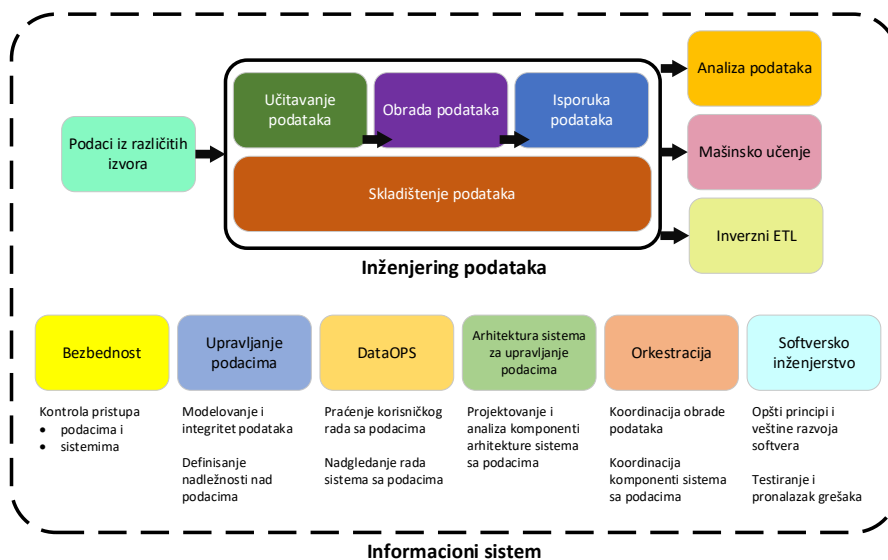 Podaci iz različitih
izvora
Učitavanje
podataka
Obrada podataka
Isporuka
podataka
Skladištenje podataka
Inženjering podataka
Analiza podataka
Mašinsko učenje
Inverzni ETL
Bezbednost
Kontrola pristupa
• podacima i
• sistemima
Upravljanje
podacima
Modelovanje i
integritet podataka
Definisanje
nadležnosti nad
podacima
DataOPS
Praćenje korisničkog
rada sa podacima
Nadgledanje rada
sistema sa podacima
Arhitektura sistema
za upravljanje
podacima
Projektovanje i
analiza komponenti
arhitekture sistema
sa podacima
Orkestracija
Koordinacija obrade
podataka
Koordinacija
komponenti sistema
sa podacima
Softversko
inženjerstvo
Opšti principi i
veštine razvoja
softvera
Testiranje i
pronalazak grešaka
Informacioni sistem